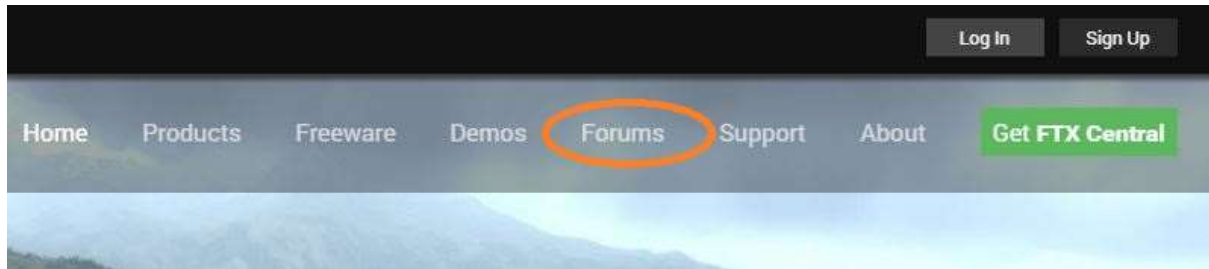 Log In Sign Up
Home Products Freeware Demos Forums Support About Get FTX Central